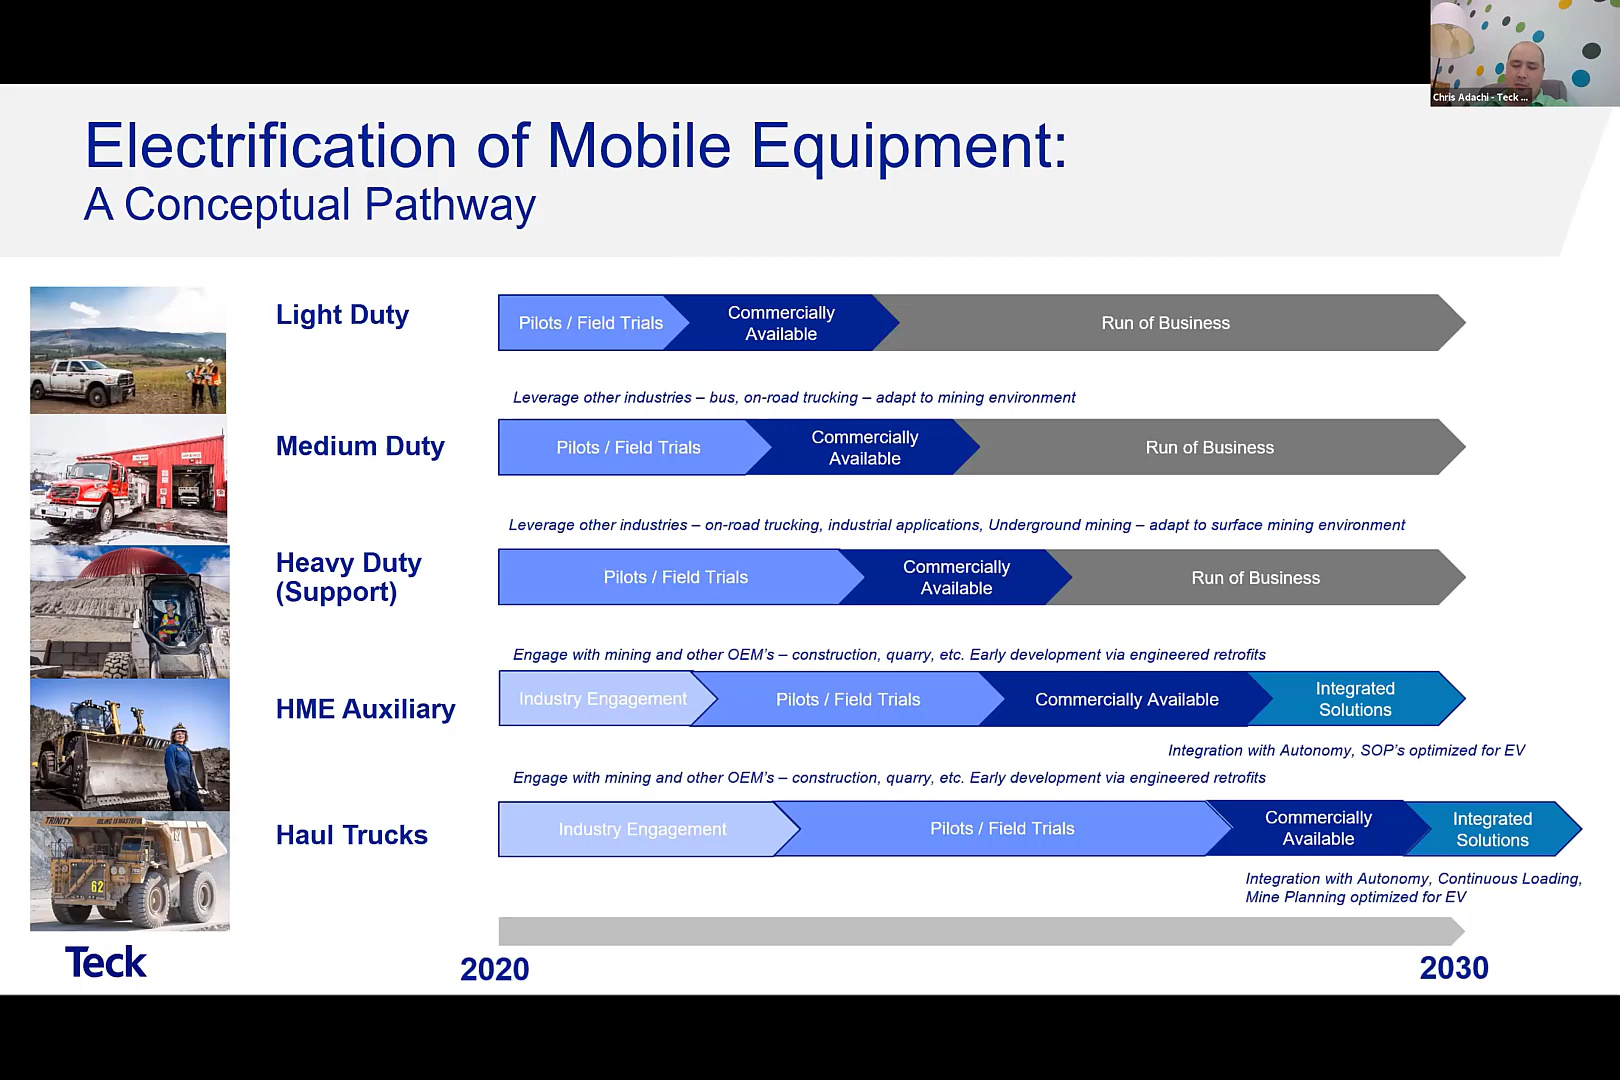 Chris Adachi - Teck ...
Electrification of Mobile Equipment:
A Conceptual Pathway
Light Duty
Pilots / Field Trials
Commercially
Available
Run of Business
Leverage other industries – bus, on-road trucking – adapt to mining environment
Medium Duty
Pilots / Field Trials
Commercially
Available
Run of Business
Leverage other industries – on-road trucking, industrial applications, Underground mining – adapt to surface mining environment
Heavy Duty
(Support)
Pilots / Field Trials
Commercially
Available
Run of Business
Engage with mining and other OEM's – construction, quarry, etc. Early development via engineered retrofits
HME Auxiliary
Industry Engagement
Pilots / Field Trials
Commercially Available
Integrated
Solutions
Integration with Autonomy, SOP's optimized for EV
Engage with mining and other OEM's – construction, quarry, etc. Early development via engineered retrofits
Haul Trucks
Industry Engagement
Pilots / Field Trials
Commercially
Available
Integrated
Solutions
Integration with Autonomy, Continuous Loading,
Mine Planning optimized for EV
TRINITY
IDLING IS WASTEFUL
62
Teck
2020
2030